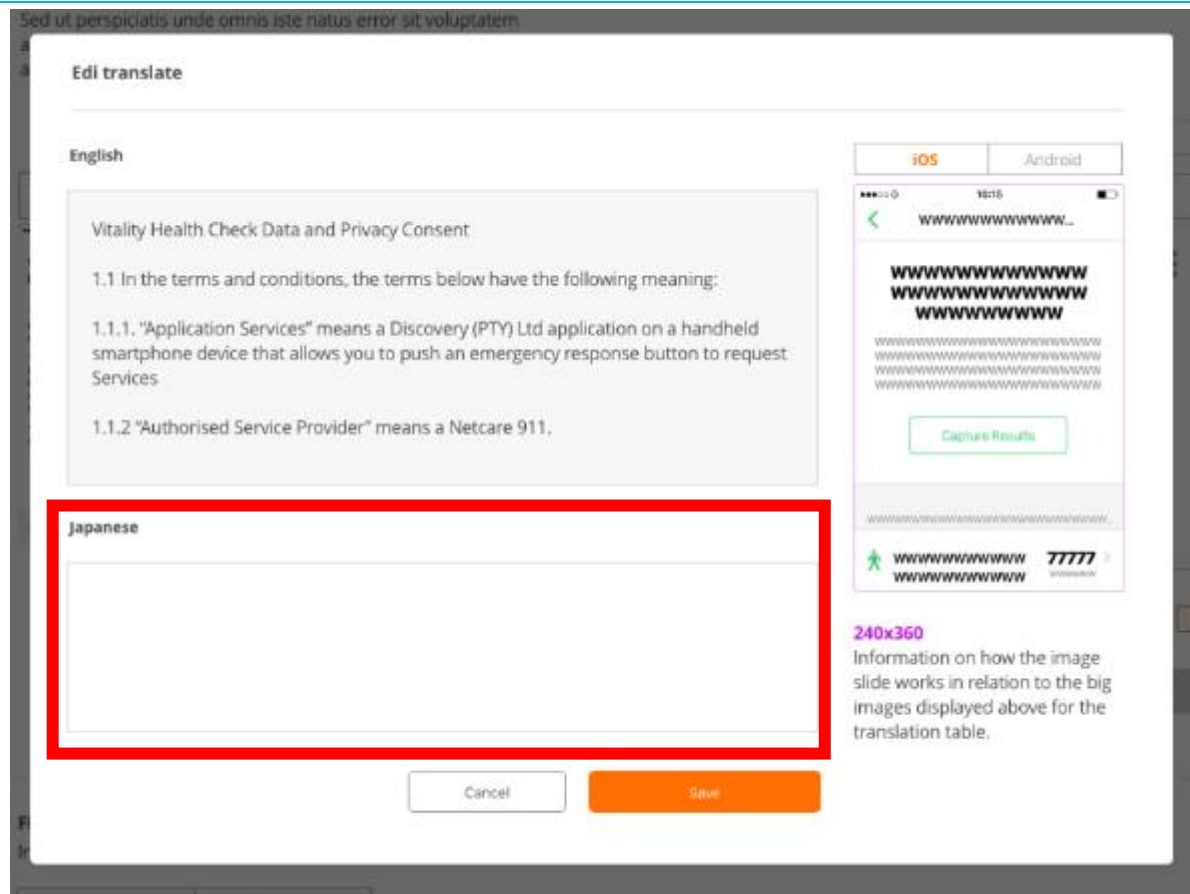 Sed ut perspiciatis unde omnis iste natus error sit voluptatem
Edi translate
English
Vitality Health Check Data and Privacy Consent
1.1 In the terms and conditions, the terms below have the following meaning:
1.1.1. “Application Services” means a Discovery (PTY) Ltd application on a handheld
smartphone device that allows you to push an emergency response button to request
Services
1.1.2 “Authorised Service Provider” means a Netcare 911.
Japanese
Cancel
Save
iOS
Android
Capture Results
77777
240x360
Information on how the image
slide works in relation to the big
images displayed above for the
translation table.